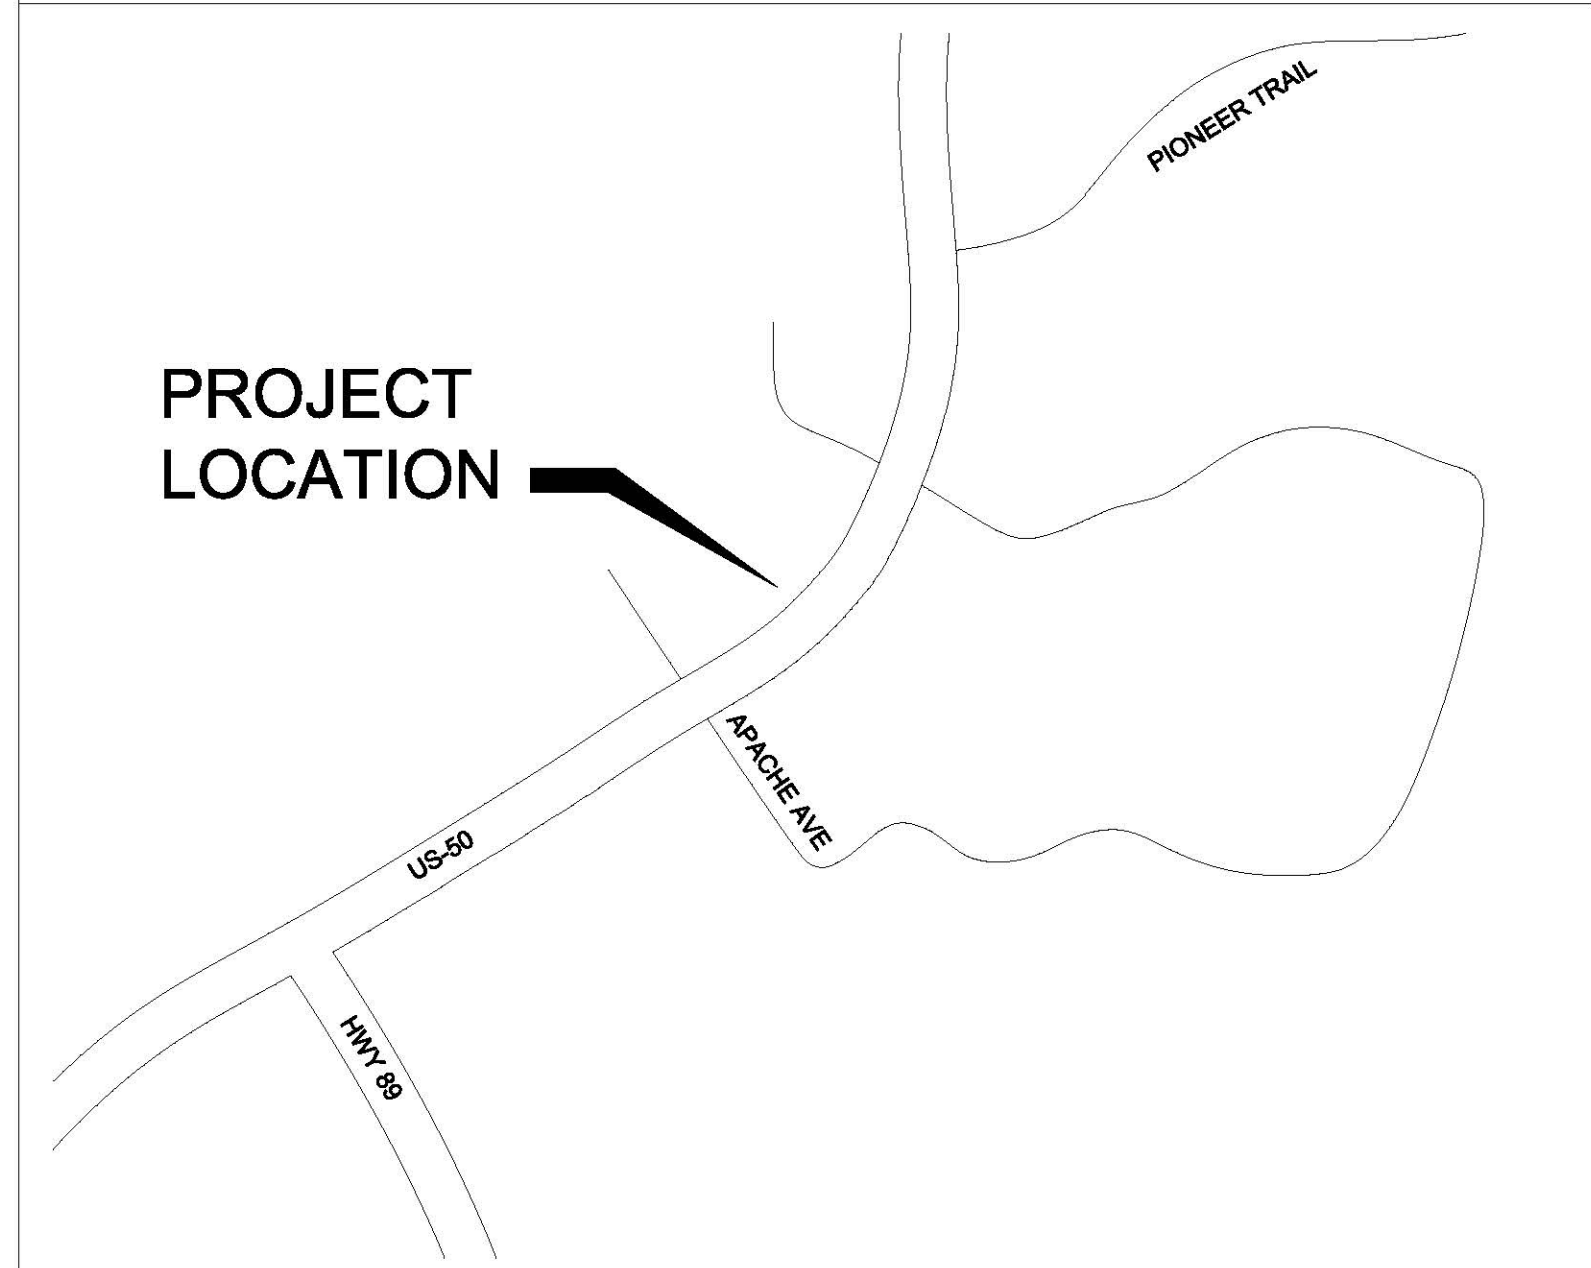 PIONEER TRAIL
PROJECT
LOCATION
APACHE AVE
US-50
HWY 89